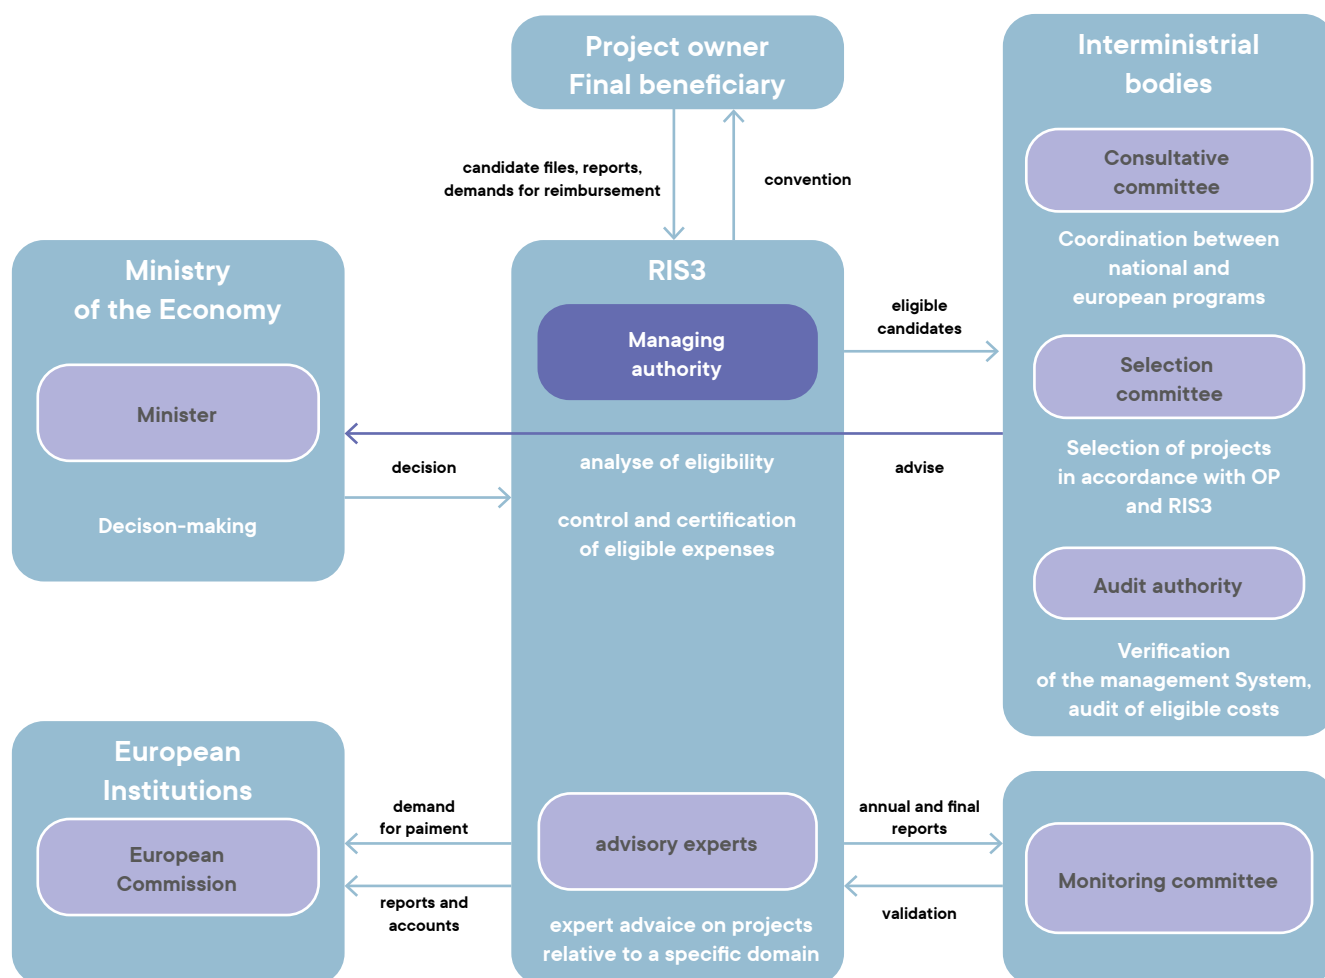 Project owner
Final beneficiary
candidate files, reports,
demands for reimbursement
convention
Interministrial
bodies
Consultative
committee
Coordination between
national and
european programs
Selection
committee
Selection of projects
in accordance with OP
and RIS3
Audit authority
Verification
of the management System,
audit of eligible costs
Ministry
of the Economy
Minister
Decison-making
decision
RIS3
Managing
authority
analyse of eligibility
control and certification
of eligible expenses
eligible
candidates
advise
European
Institutions
European
Commission
demand
for paiment
reports and
accounts
advisory experts
expert advaice on projects
relative to a specific domain
annual and final
reports
validation
Monitoring committee